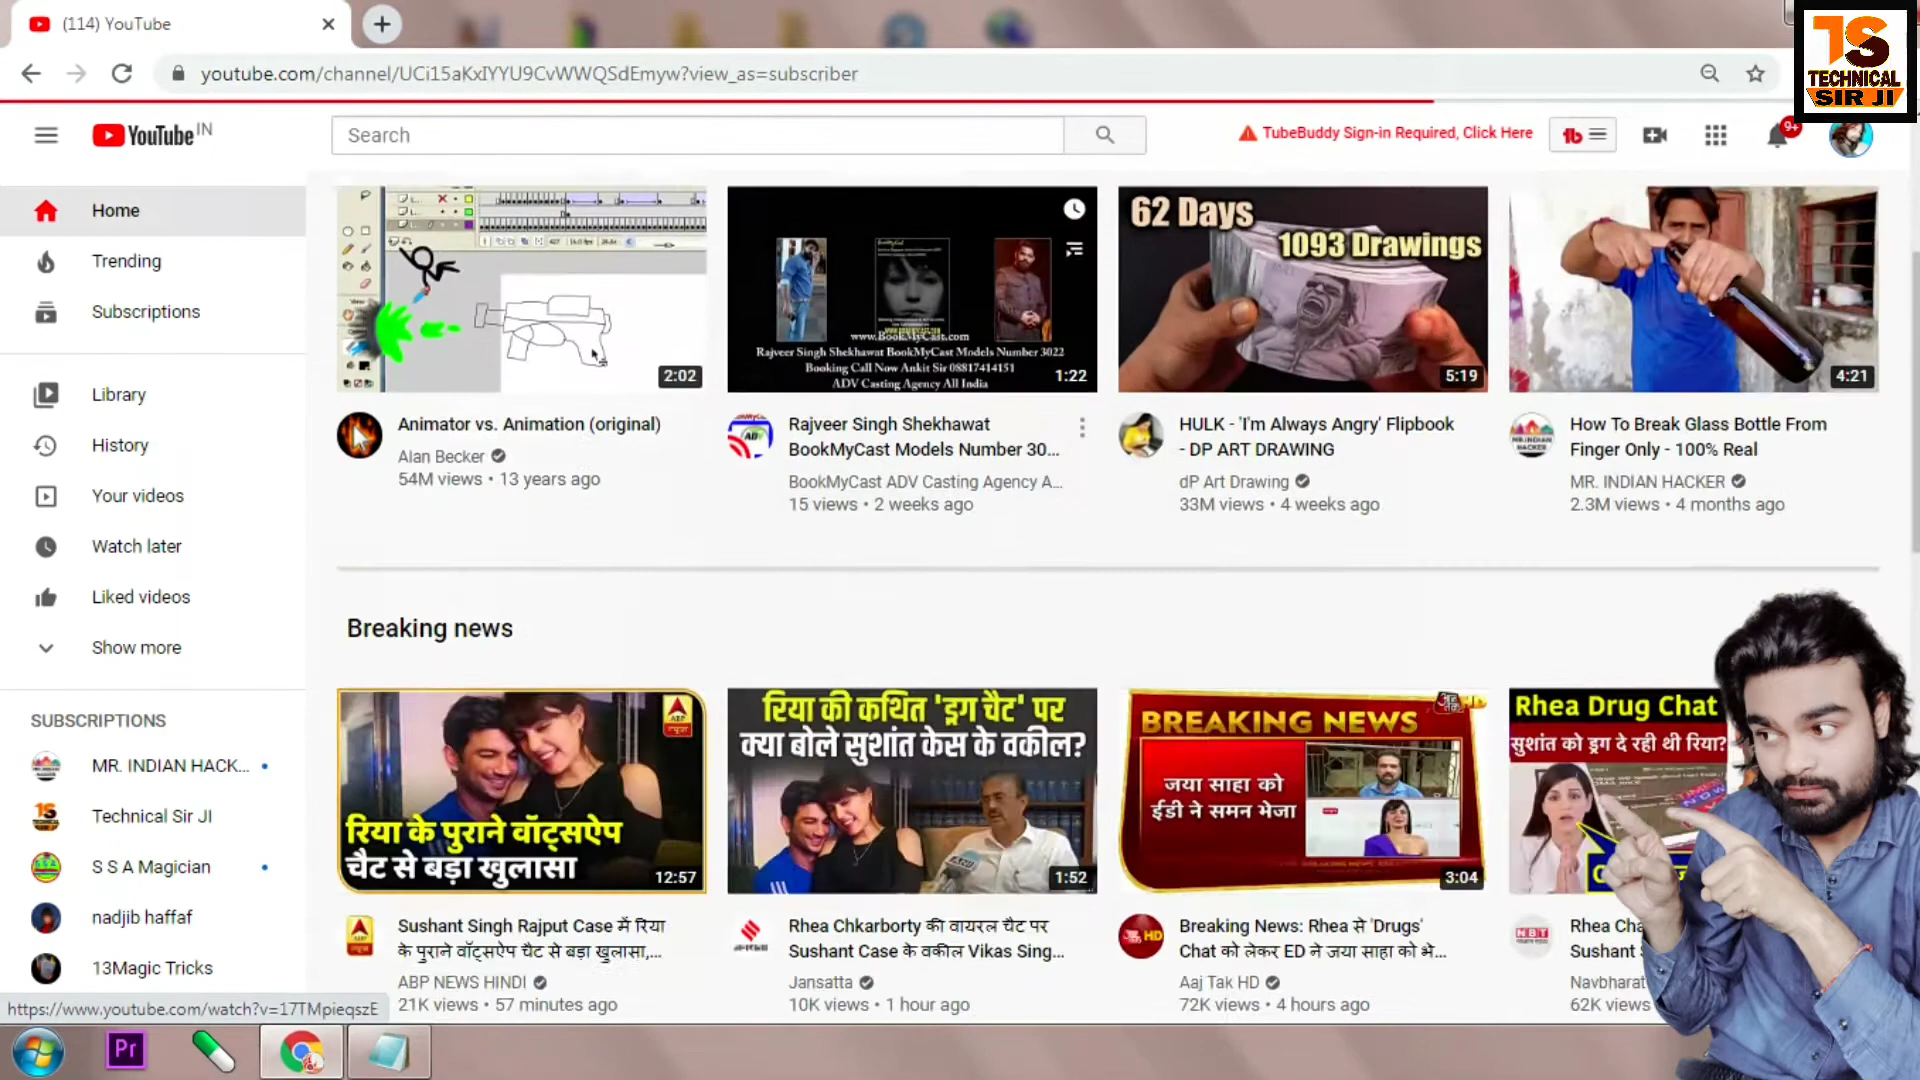 (114) YouTube
youtube.com/channel/UCi15aKxIYYU9CvWWQSdEmyw?view_as=subscriber
TS
TECHNICAL
SIR JI
YouTube IN
Search
TubeBuddy Sign-in Required, Click Here
tb
9+
Home
Trending
Subscriptions
Library
History
Your videos
Watch later
Liked videos
Show more
SUBSCRIPTIONS
MR. INDIAN HACK...
Technical Sir JI
S S A Magician
nadjib haffaf
13Magic Tricks
2:02
www.BookMyCast.com
Rajveer Singh Shekhawat BookMyCast Models Number 3022
Booking Call Now Ankit Sir 08817414151
ADV Casting Agency All India
1:22
62 Days
1093 Drawings
5:19
4:21
Animator vs. Animation (original)
Alan Becker
54M views • 13 years ago
Rajveer Singh Shekhawat
BookMyCast Models Number 30...
BookMyCast ADV Casting Agency A...
15 views • 2 weeks ago
HULK - 'I'm Always Angry' Flipbook
- DP ART DRAWING
dP Art Drawing
33M views • 4 weeks ago
How To Break Glass Bottle From
Finger Only - 100% Real
MR. INDIAN HACKER
2.3M views • 4 months ago
Breaking news
रिया के पुराने वॉट्सऐप
चैट से बड़ा खुलासा
12:57
रिया की कथित 'ड्रग चैट' पर
क्या बोले सुशांत केस के वकील?
1:52
BREAKING NEWS
जया साहा को
ईडी ने समन भेजा
3:04
Rhea Drug Chat
सुशांत को ड्रग दे रही थी रिया?
Sushant Singh Rajput Case में रिया
के पुराने वॉट्सऐप चैट से बड़ा खुलासा,...
ABP NEWS HINDI
21K views • 57 minutes ago
Rhea Chkarborty की वायरल चैट पर
Sushant Case के वकील Vikas Sing...
Jansatta
10K views • 1 hour ago
Breaking News: Rhea से 'Drugs'
Chat को लेकर ED ने जया साहा को भे...
Aaj Tak HD
72K views • 4 hours ago
Rhea Cha
Sushant
Navbharat
62K views
https://www.youtube.com/watch?v=17TMpieqszE
Pr